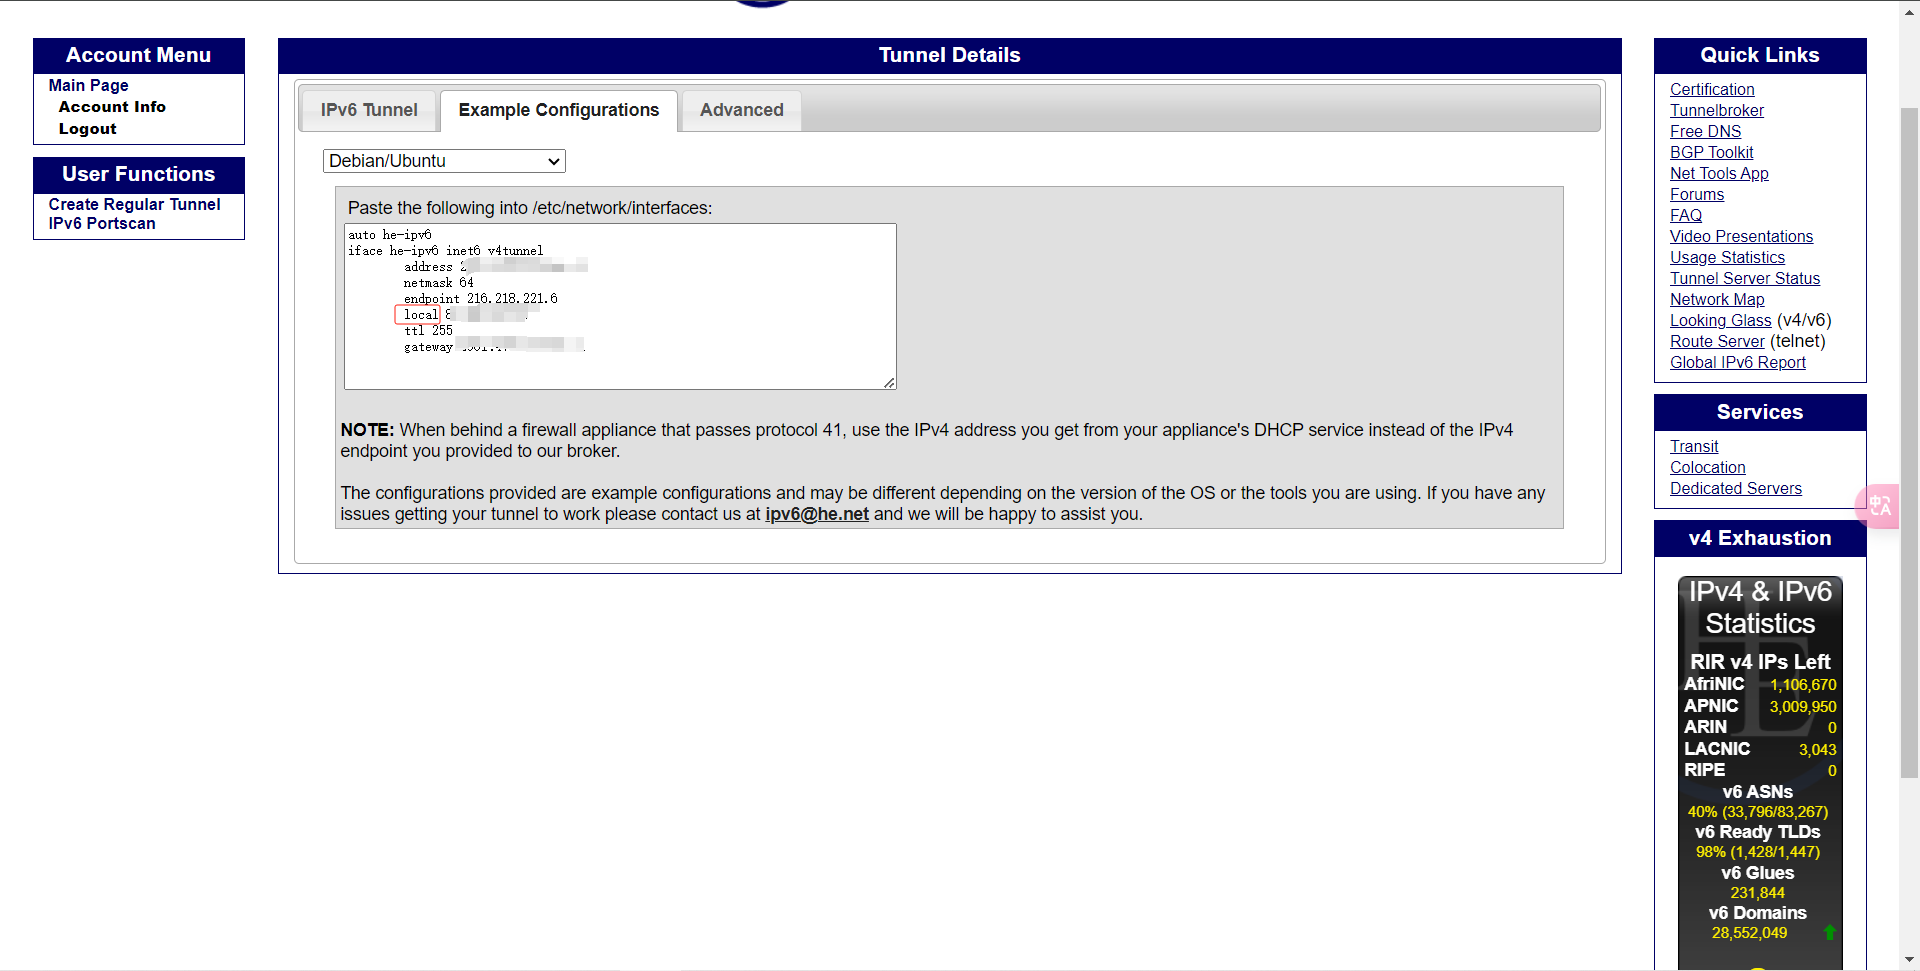 Account Menu
Main Page
Account Info
Logout
User Functions
Create Regular Tunnel
IPv6 Portscan
Tunnel Details
IPv6 Tunnel
Example Configurations
Advanced
Debian/Ubuntu
Paste the following into /etc/network/interfaces:
auto he-ipv6
iface he-ipv6 inet6 v4tunnel
address
netmask 64
endpoint 216.218.221.6
local
ttl 255
gateway
NOTE: When behind a firewall appliance that passes protocol 41, use the IPv4 address you get from your appliance's DHCP service instead of the IPv4
endpoint you provided to our broker.
The configurations provided are example configurations and may be different depending on the version of the OS or the tools you are using. If you have any
issues getting your tunnel to work please contact us at ipv6@he.net and we will be happy to assist you.
Quick Links
Certification
Tunnelbroker
Free DNS
BGP Toolkit
Net Tools App
Forums
FAQ
Video Presentations
Usage Statistics
Tunnel Server Status
Network Map
Looking Glass (v4/v6)
Route Server (telnet)
Global IPv6 Report
Services
Transit
Colocation
Dedicated Servers
v4 Exhaustion
IPv4 & IPv6
Statistics
RIR v4 IPs Left
AfriNIC 1,106,670
APNIC 3,009,950
ARIN 0
LACNIC 3,043
RIPE 0
v6 ASNs
40% (33,796/83,267)
v6 Ready TLDs
98% (1,428/1,447)
v6 Glues
231,844
v6 Domains
28,552,049